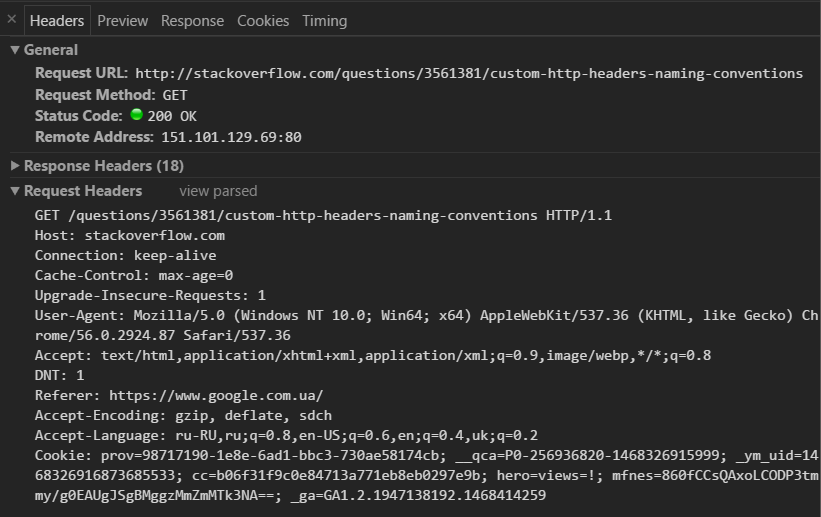 × Headers Preview Response Cookies Timing
▼ General
Request URL: http://stackoverflow.com/questions/3561381/custom-http-headers-naming-conventions
Request Method: GET
Status Code: 200 OK
Remote Address: 151.101.129.69:80
▶ Response Headers (18)
▼ Request Headers view parsed
GET /questions/3561381/custom-http-headers-naming-conventions HTTP/1.1
Host: stackoverflow.com
Connection: keep-alive
Cache-Control: max-age=0
Upgrade-Insecure-Requests: 1
User-Agent: Mozilla/5.0 (Windows NT 10.0; Win64; x64) AppleWebKit/537.36 (KHTML, like Gecko) Ch
rome/56.0.2924.87 Safari/537.36
Accept: text/html,application/xhtml+xml,application/xml;q=0.9,image/webp,*/*;q=0.8
DNT: 1
Referer: https://www.google.com.ua/
Accept-Encoding: gzip, deflate, sdch
Accept-Language: ru-RU,ru;q=0.8,en-US;q=0.6,en;q=0.4,uk;q=0.2
Cookie: prov=98717190-1e8e-6ad1-bbc3-730ae58174cb; __qca=P0-256936820-1468326915999; _ym_uid=14
68326916873685533; cc=b06f31f9c0e84713a771eb8eb0297e9b; hero=views=!; mfnes=860fCCsQAxoLCODP3tm
my/g0EAUgJSgBMggzMmZmMTk3NA==; _ga=GA1.2.1947138192.1468414259